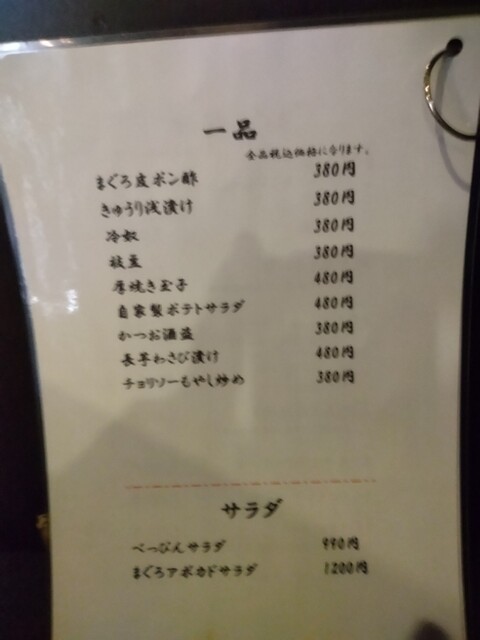 一品
全品税込価格になります。
まぐろ皮ポン酢 380円
きゅうり浅漬け 380円
冷奴 380円
枝豆 380円
厚焼き玉子 480円
自家製ポテトサラダ 480円
かつお酒盗 380円
長芋わさび漬け 480円
チョリソーもやし炒め 380円
サラダ
べっぴんサラダ 990円
まぐろアボカドサラダ 1200円